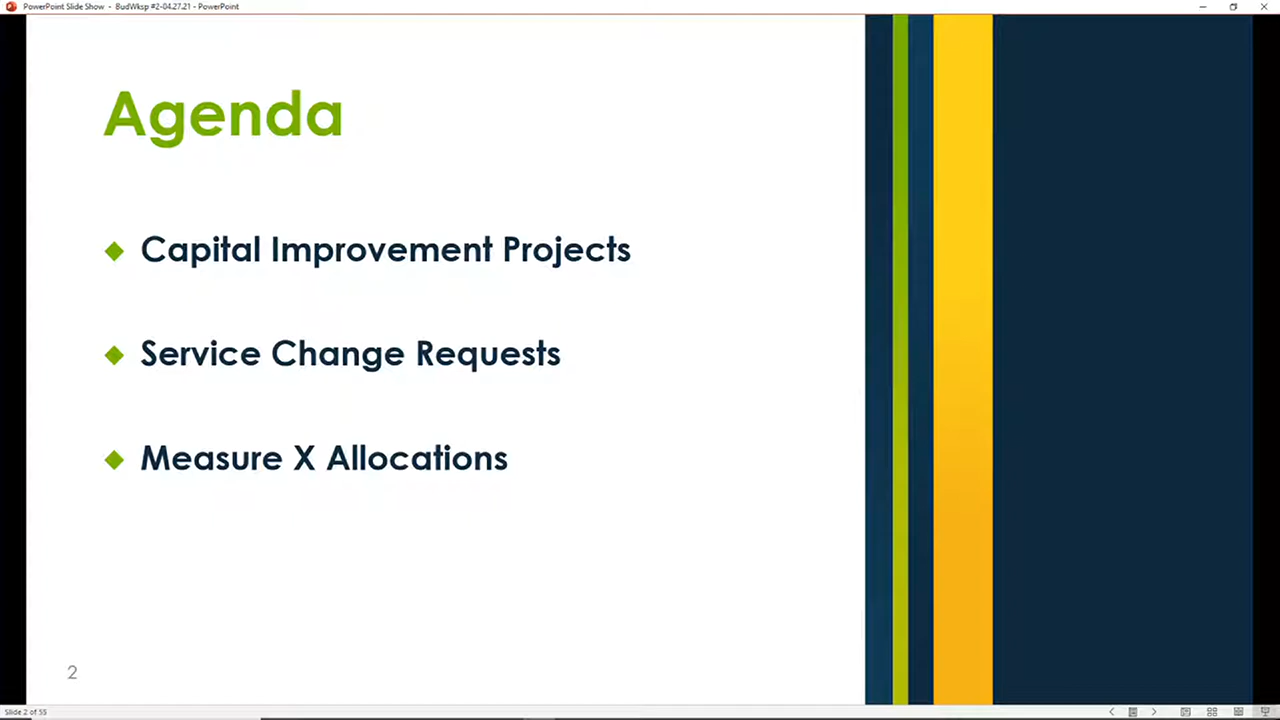 PowerPoint Slide Show - BudWksp #2-04.27.21 - PowerPoint
Agenda
Capital Improvement Projects
Service Change Requests
Measure X Allocations
2
Slide 2 of 55